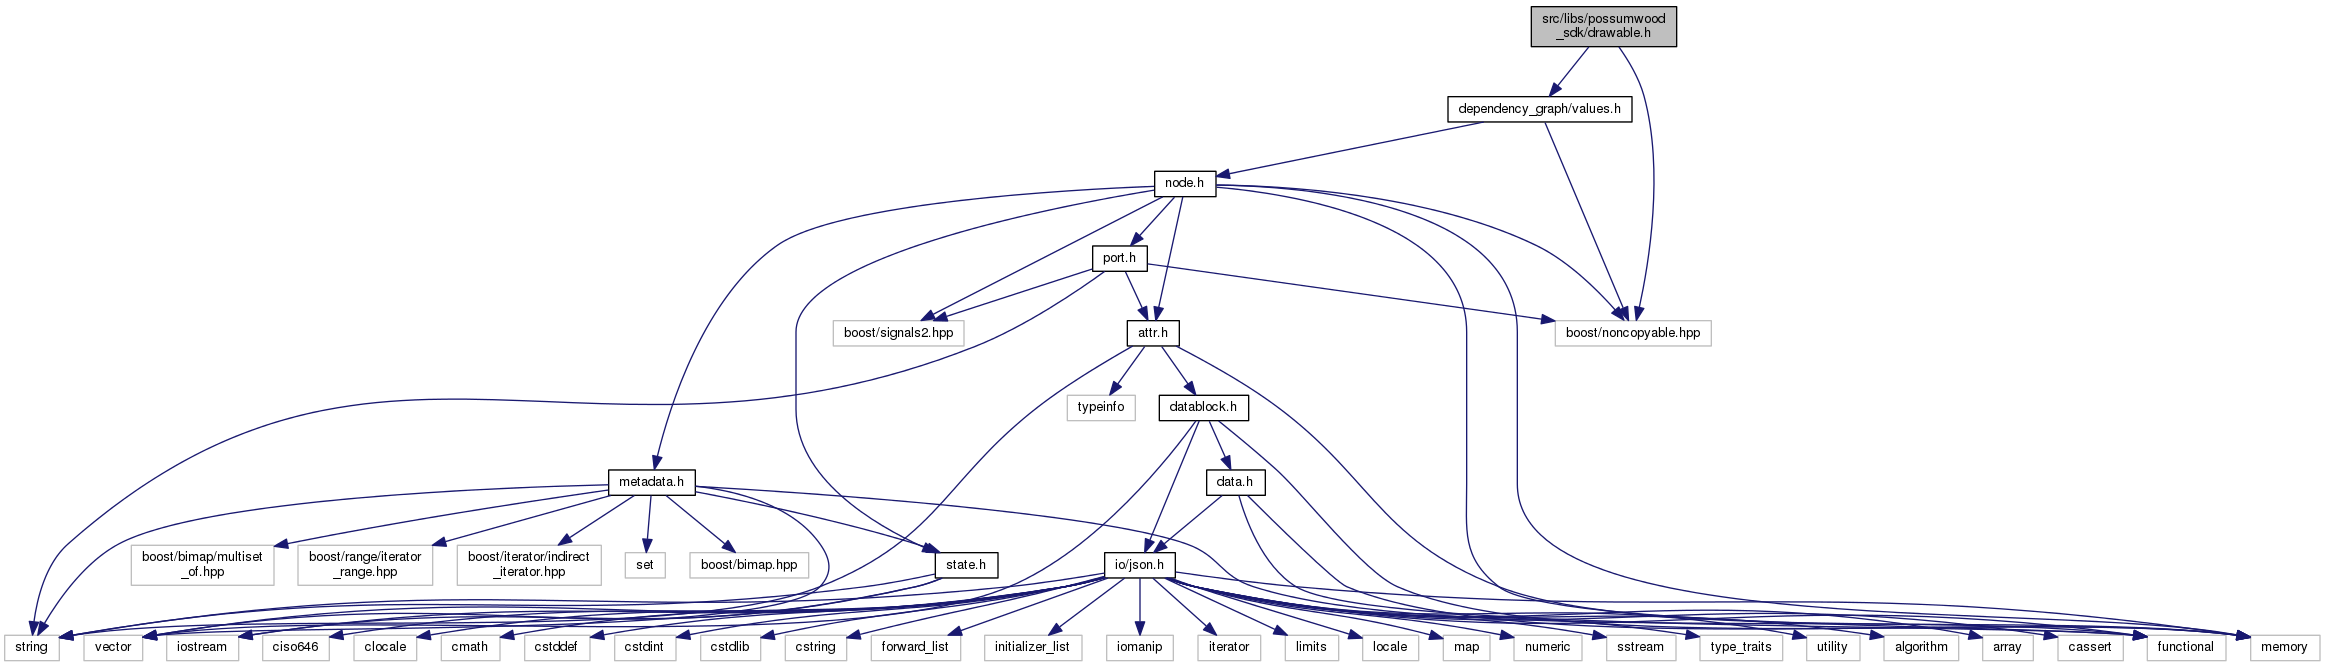 src/libs/possumwood
_sdk/drawable.h
dependency_graph/values.h
node.h
port.h
boost/signals2.hpp
attr.h
boost/noncopyable.hpp
typeinfo
datablock.h
metadata.h
data.h
boost/bimap/multiset
_of.hpp
boost/range/iterator
_range.hpp
boost/iterator/indirect
_iterator.hpp
set
boost/bimap.hpp
state.h
io/json.h
string
vector
iostream
ciso646
clocale
cmath
cstddef
cstdint
cstdlib
cstring
forward_list
initializer_list
iomanip
iterator
limits
locale
map
numeric
sstream
type_traits
utility
algorithm
array
cassert
functional
memory